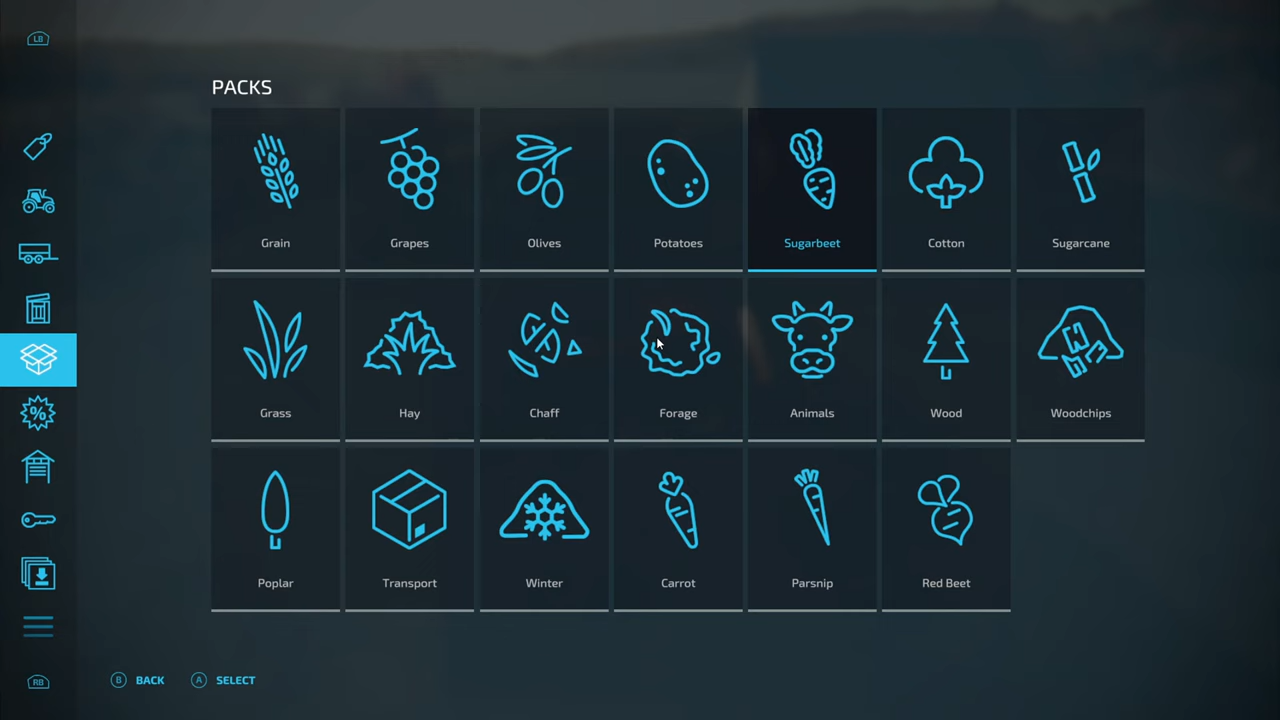 LB
PACKS
Grain Grapes Olives Potatoes Sugarbeet Cotton Sugarcane
Grass Hay Chaff Forage Animals Wood Woodchips
Poplar Transport Winter Carrot Parsnip Red Beet
B BACK A SELECT
RB